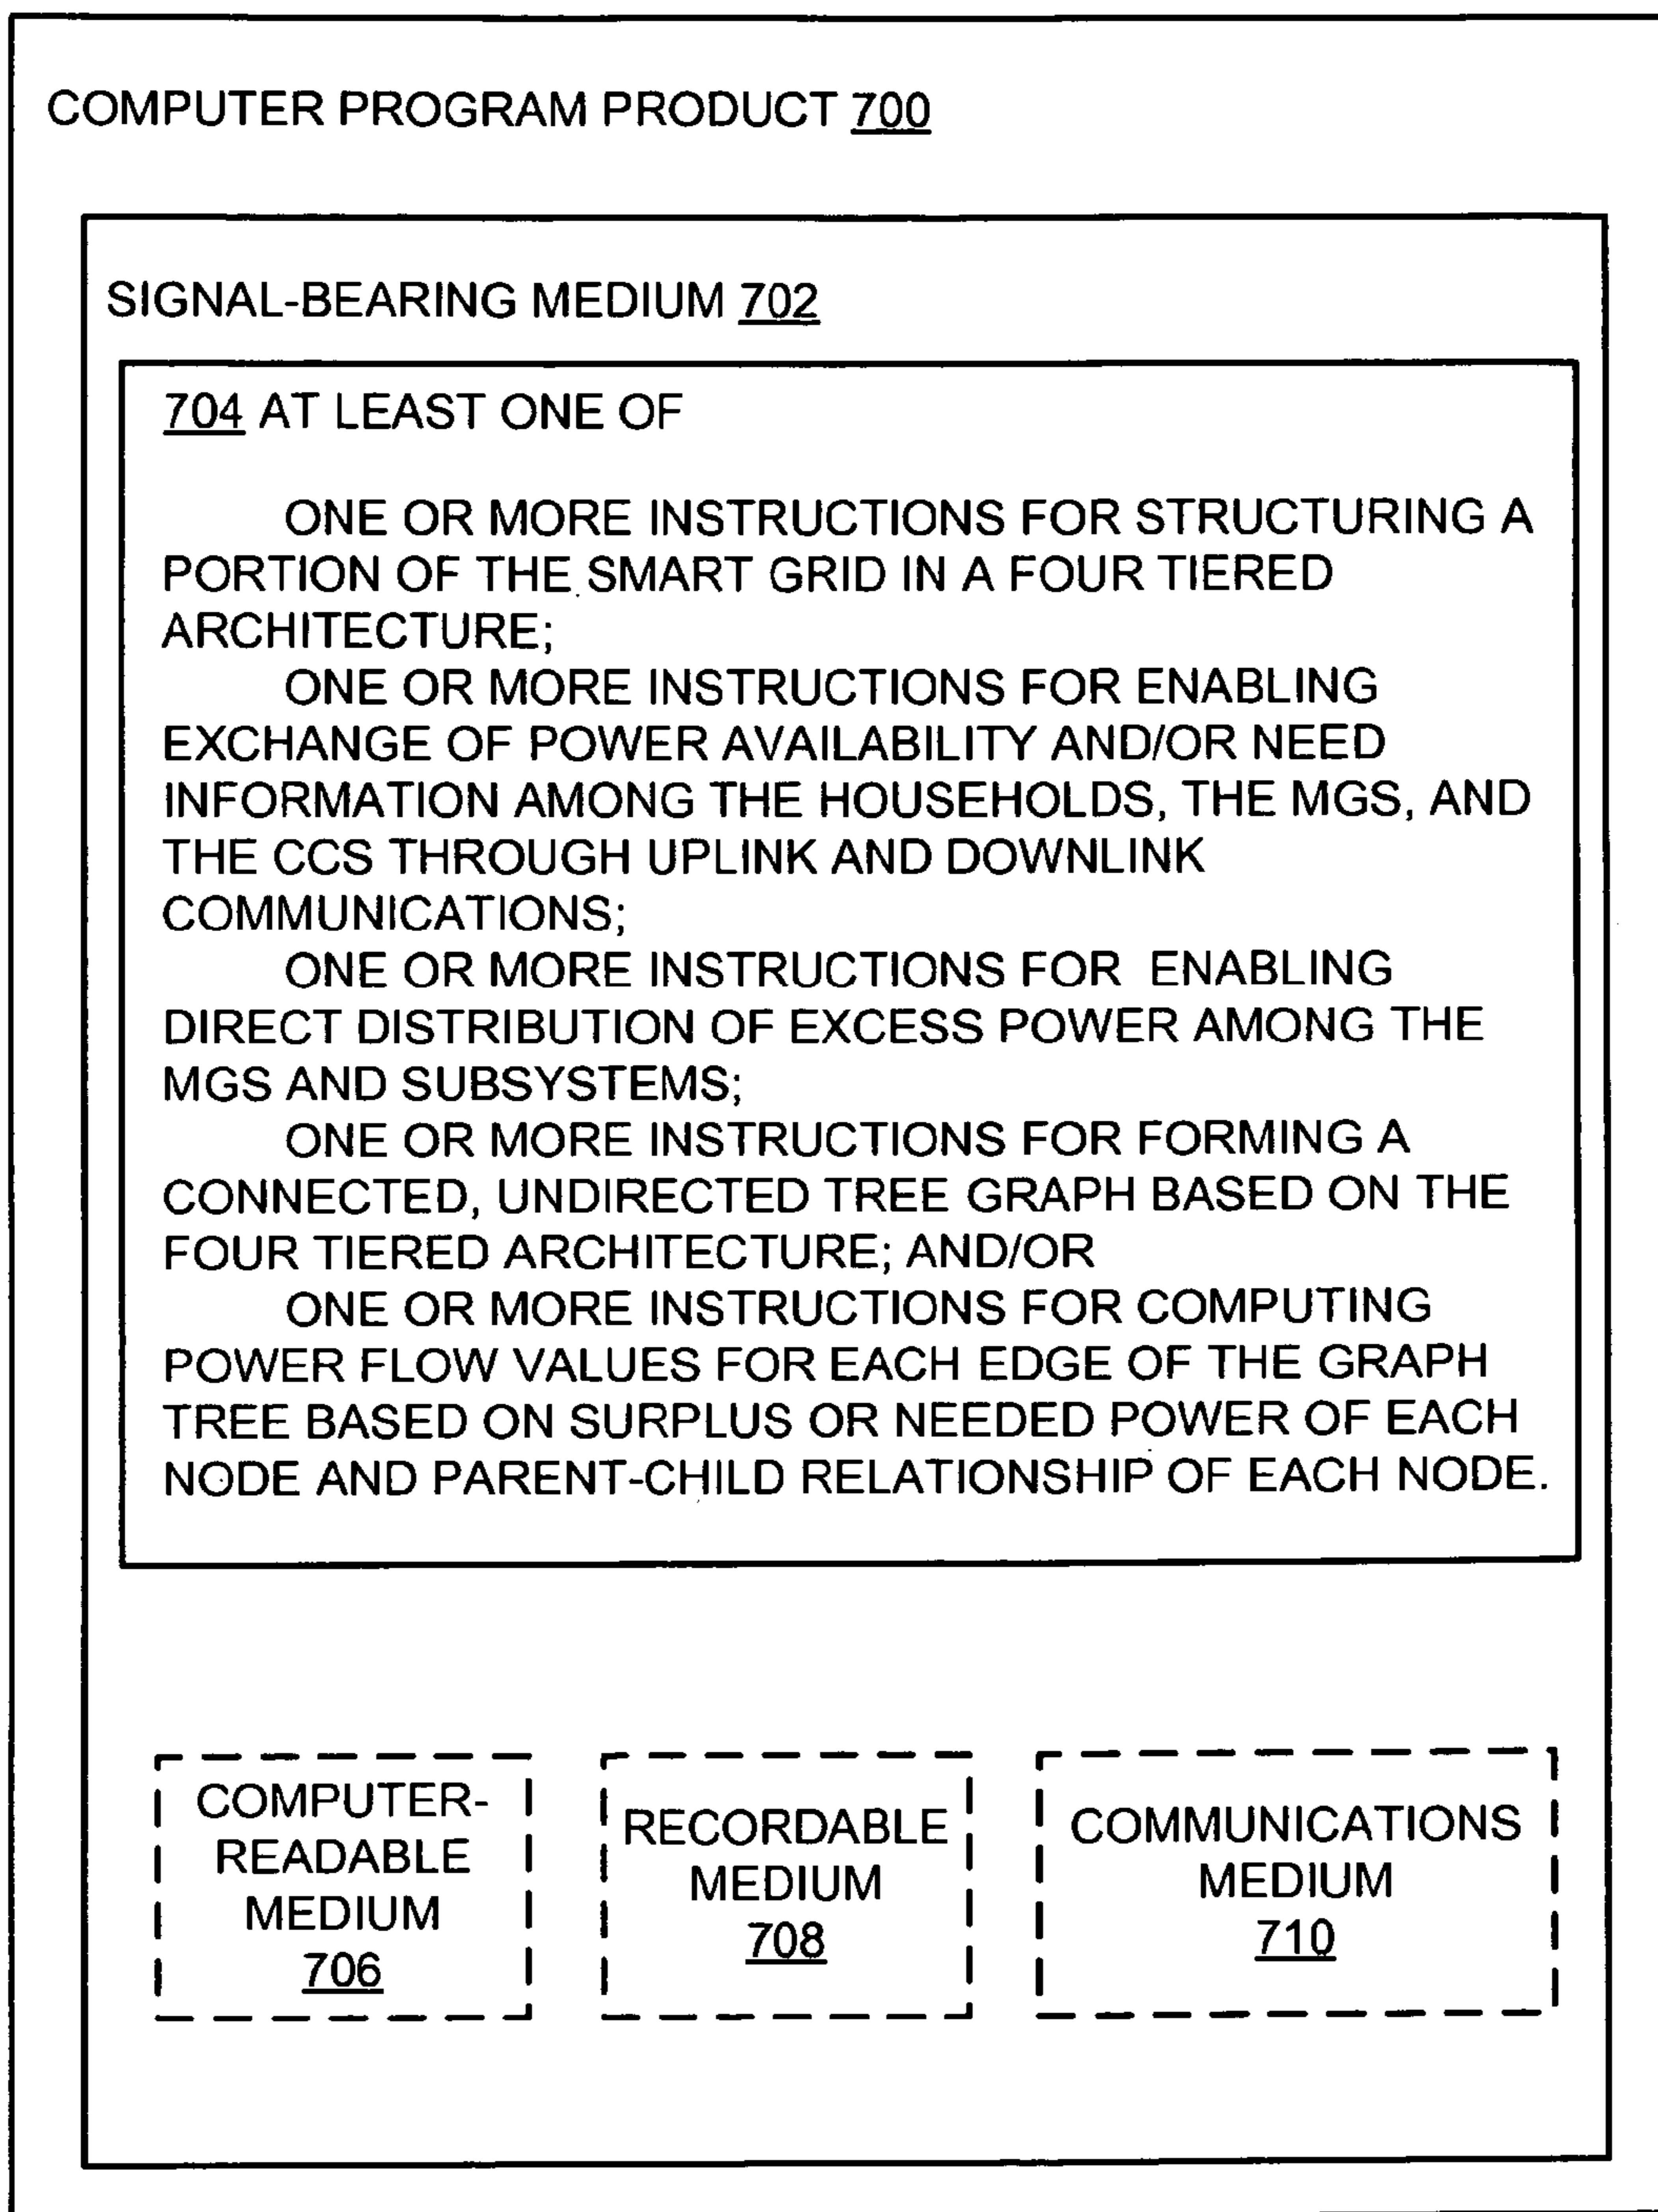 COMPUTER PROGRAM PRODUCT 700
SIGNAL-BEARING MEDIUM 702
704 AT LEAST ONE OF
ONE OR MORE INSTRUCTIONS FOR STRUCTURING A
PORTION OF THE SMART GRID IN A FOUR TIERED
ARCHITECTURE;
ONE OR MORE INSTRUCTIONS FOR ENABLING
EXCHANGE OF POWER AVAILABILITY AND/OR NEED
INFORMATION AMONG THE HOUSEHOLDS, THE MGS, AND
THE CCS THROUGH UPLINK AND DOWNLINK
COMMUNICATIONS;
ONE OR MORE INSTRUCTIONS FOR ENABLING
DIRECT DISTRIBUTION OF EXCESS POWER AMONG THE
MGS AND SUBSYSTEMS;
ONE OR MORE INSTRUCTIONS FOR FORMING A
CONNECTED, UNDIRECTED TREE GRAPH BASED ON THE
FOUR TIERED ARCHITECTURE; AND/OR
ONE OR MORE INSTRUCTIONS FOR COMPUTING
POWER FLOW VALUES FOR EACH EDGE OF THE GRAPH
TREE BASED ON SURPLUS OR NEEDED POWER OF EACH
NODE AND PARENT-CHILD RELATIONSHIP OF EACH NODE.
COMPUTER-
READABLE
MEDIUM
706
RECORDABLE
MEDIUM
708
COMMUNICATIONS
MEDIUM
710